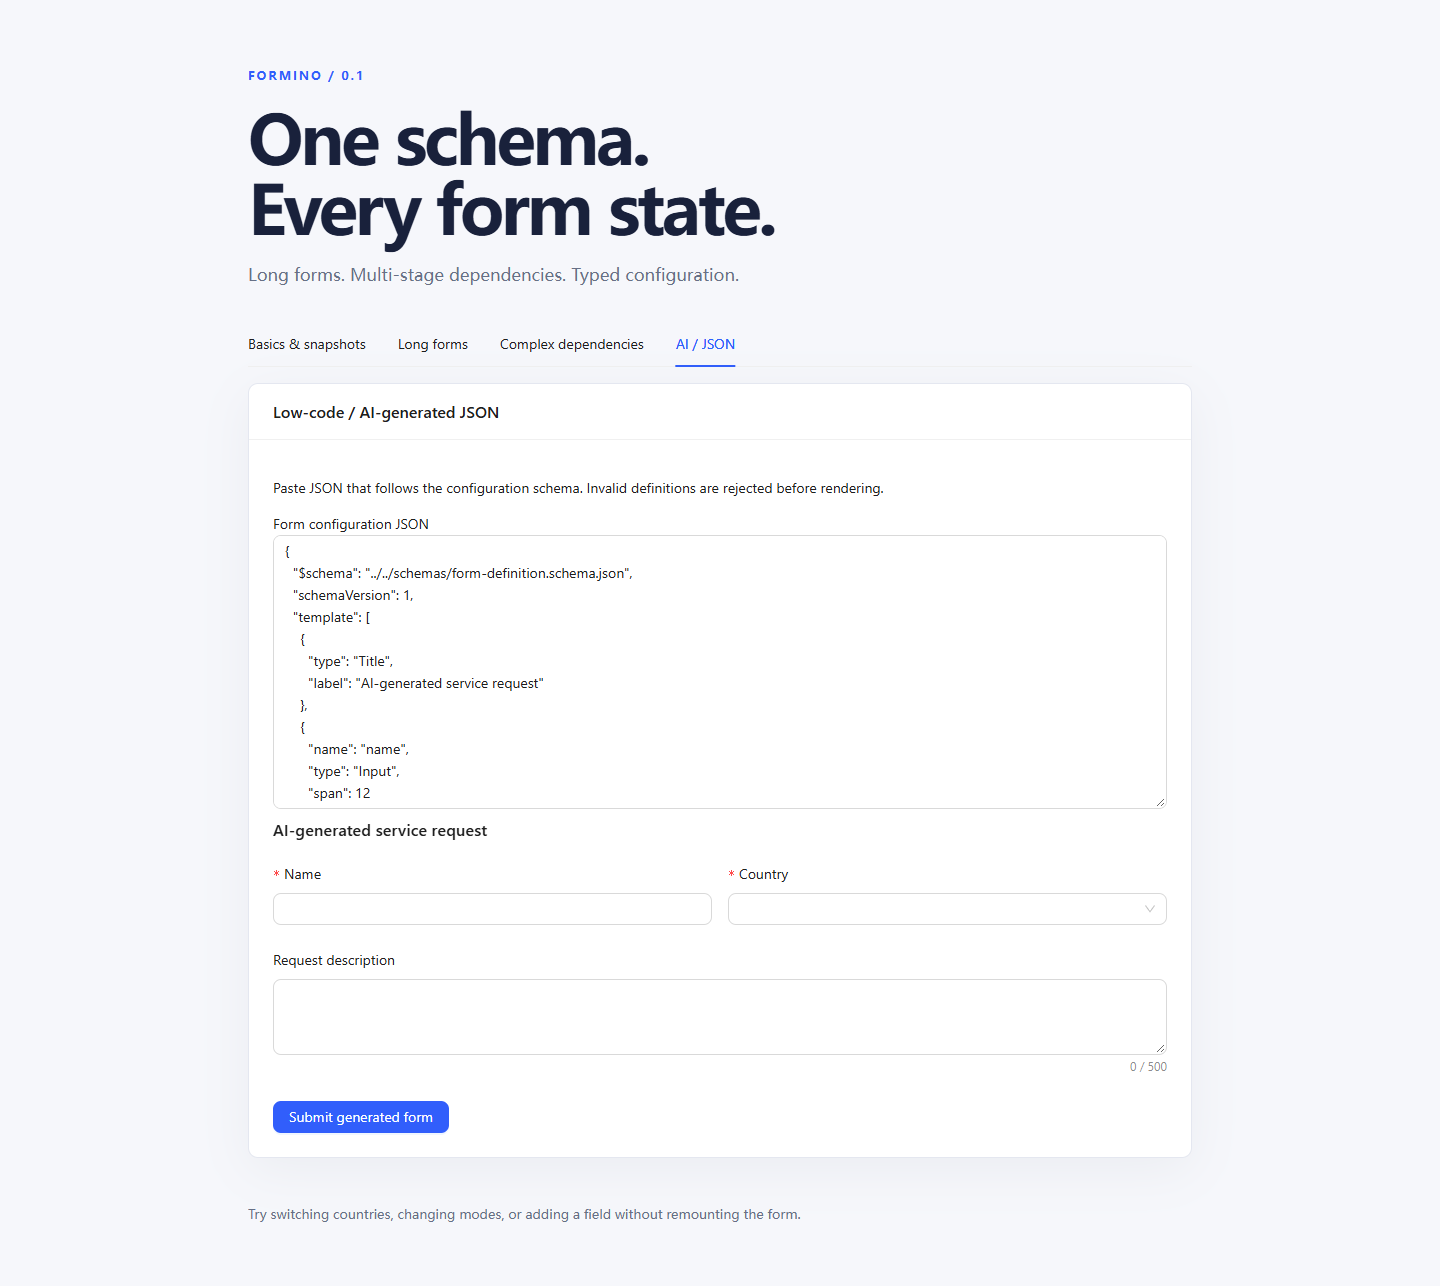 FORMINO / 0.1
One schema.
Every form state.
Long forms. Multi-stage dependencies. Typed configuration.
Basics & snapshots
Long forms
Complex dependencies
AI / JSON
Low-code / AI-generated JSON
Paste JSON that follows the configuration schema. Invalid definitions are rejected before rendering.
Form configuration JSON
{
"$schema": "../../schemas/form-definition.schema.json",
"schemaVersion": 1,
"template": [
{
"type": "Title",
"label": "AI-generated service request"
},
{
"name": "name",
"type": "Input",
"span": 12
AI-generated service request
* Name
* Country
Request description
0 / 500
Submit generated form
Try switching countries, changing modes, or adding a field without remounting the form.